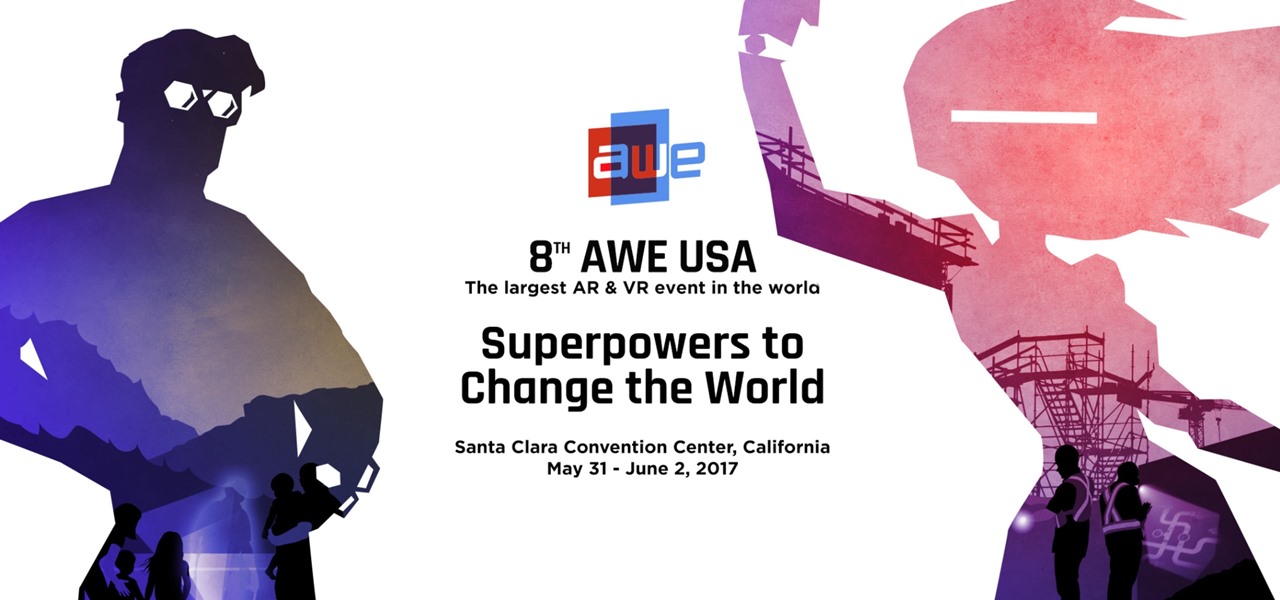 awe
8TH AWE USA
The largest AR & VR event in the world
Superpowers to
Change the World
Santa Clara Convention Center, California
May 31 - June 2, 2017